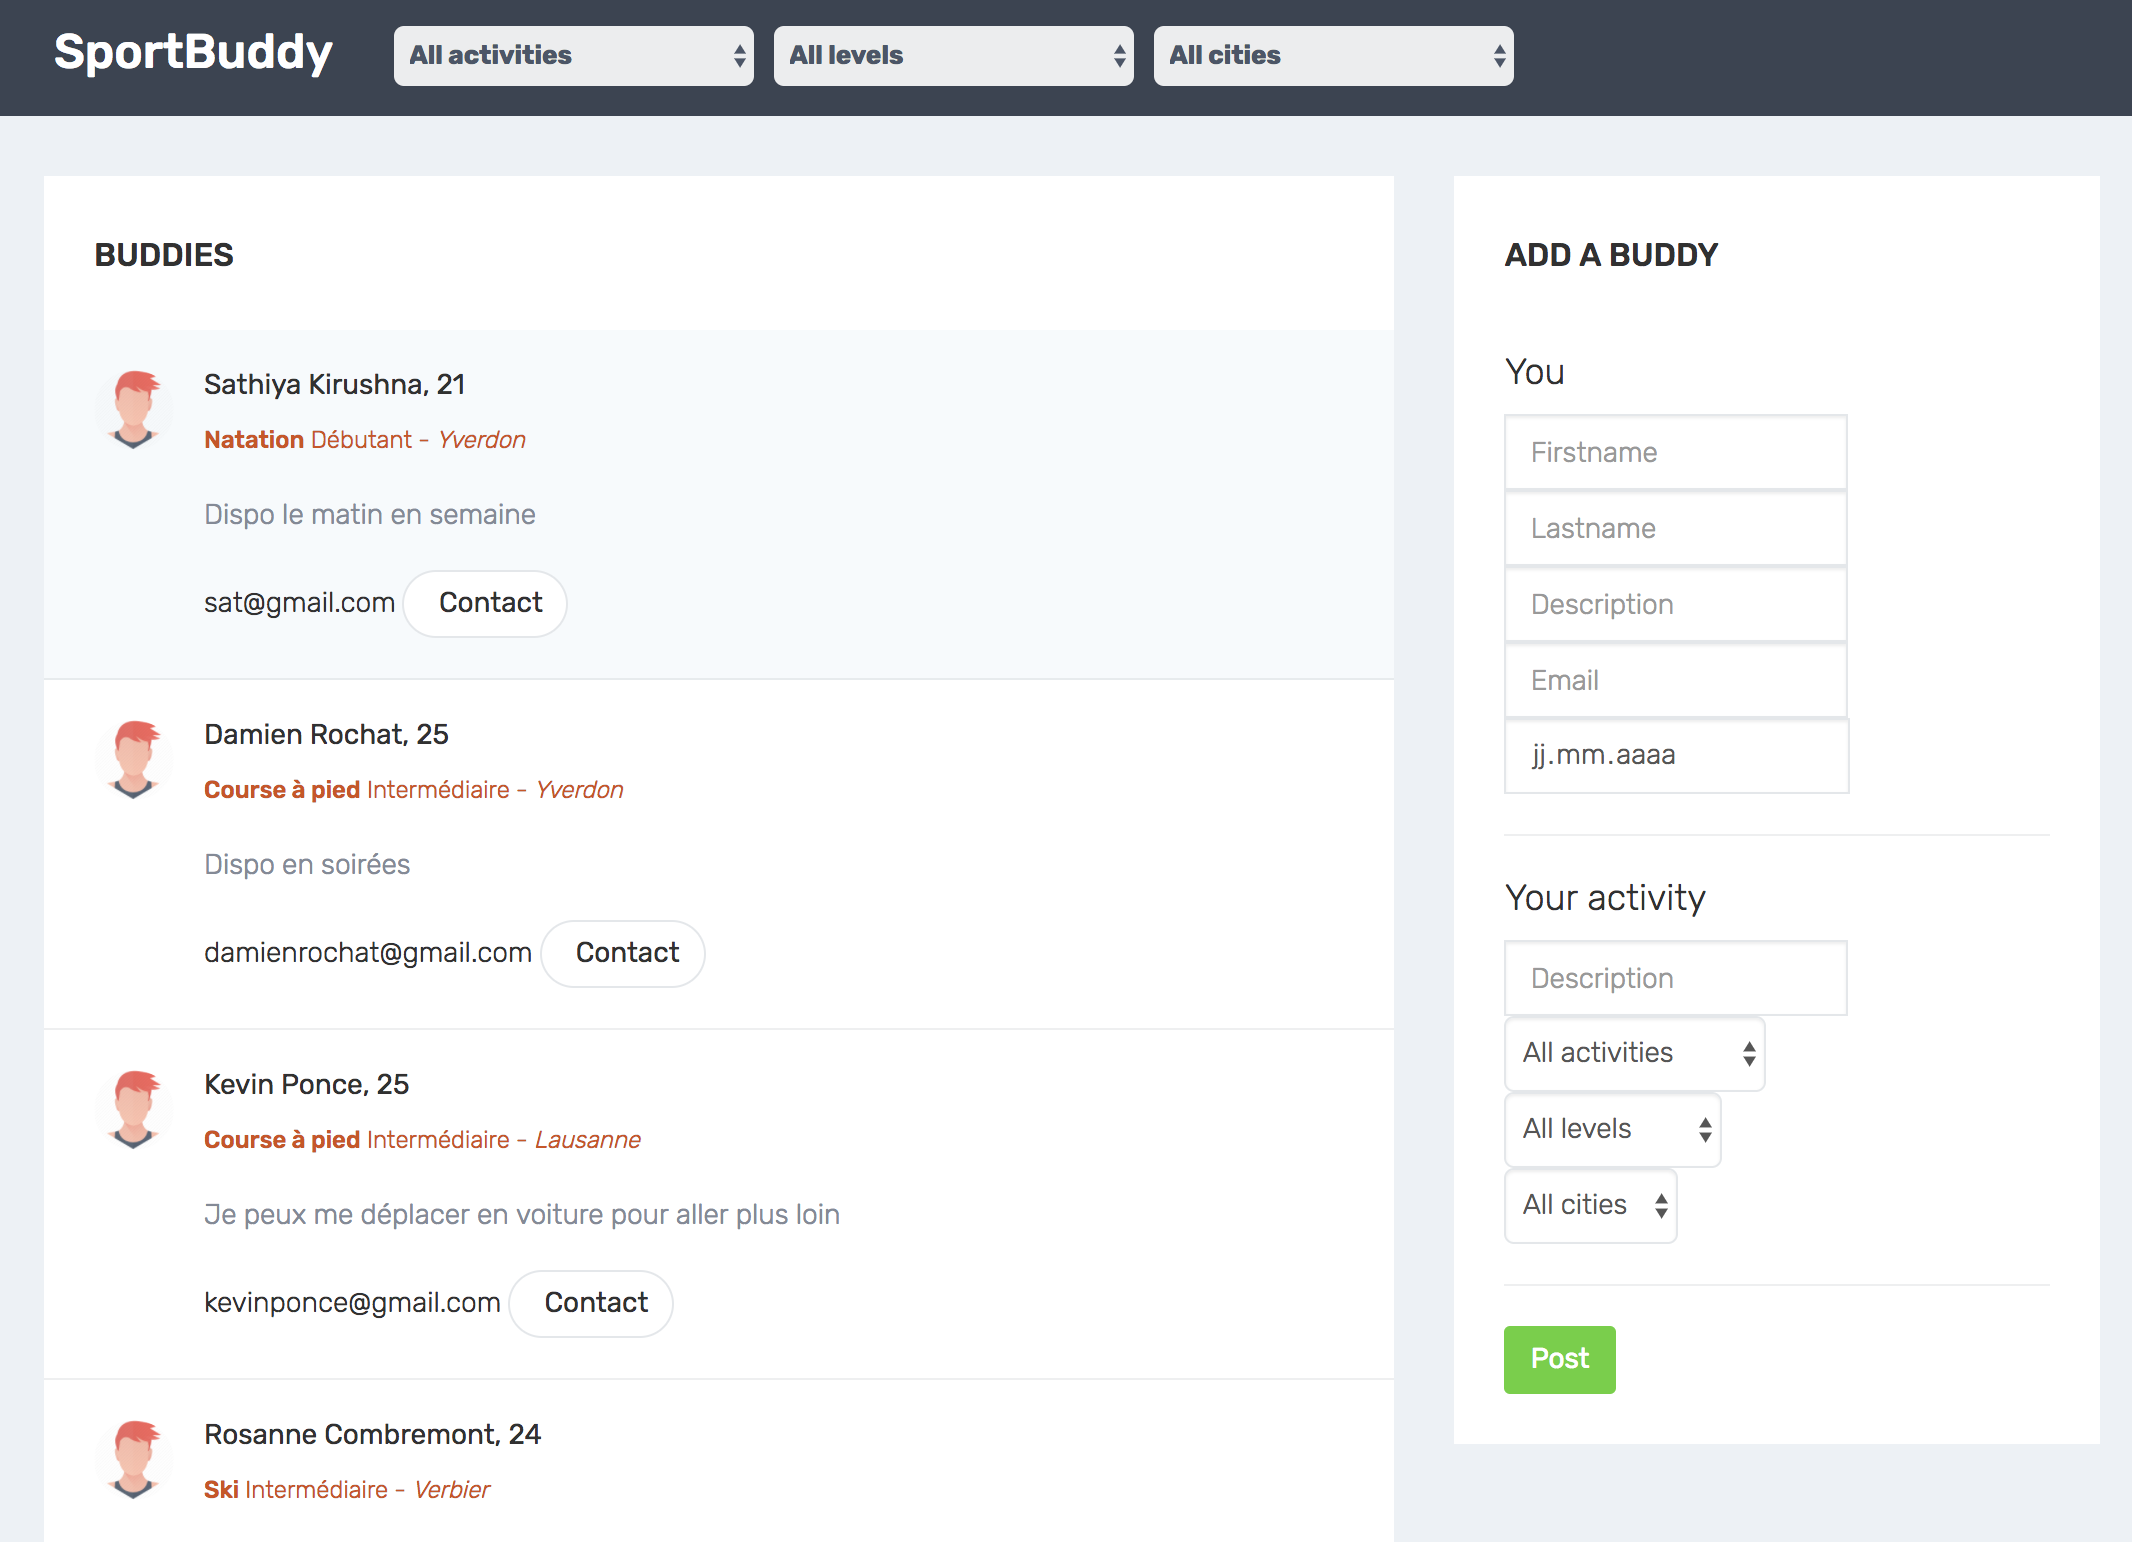 SportBuddy
All activities
All levels
All cities
BUDDIES
Sathiya Kirushna, 21
Natation Débutant - Yverdon
Dispo le matin en semaine
sat@gmail.com Contact
Damien Rochat, 25
Course à pied Intermédiaire - Yverdon
Dispo en soirées
damienrochat@gmail.com Contact
Kevin Ponce, 25
Course à pied Intermédiaire - Lausanne
Je peux me déplacer en voiture pour aller plus loin
kevinponce@gmail.com Contact
Rosanne Combremont, 24
Ski Intermédiaire - Verbier
ADD A BUDDY
You
Firstname
Lastname
Description
Email
jj.mm.aaaa
Your activity
Description
All activities
All levels
All cities
Post